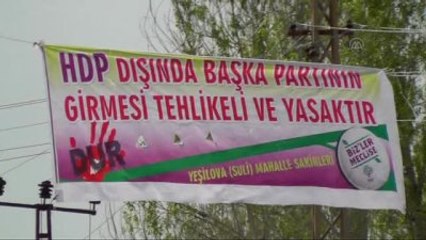 HDP DIŞINDA BAŞKA PARTİNİN
GİRMESİ TEHLİKELİ VE YASAKTIR
DUR
BİZ'LER
MECLİSE
YEŞİLOVA (SULİ) MAHALLE SAKİNLERİ